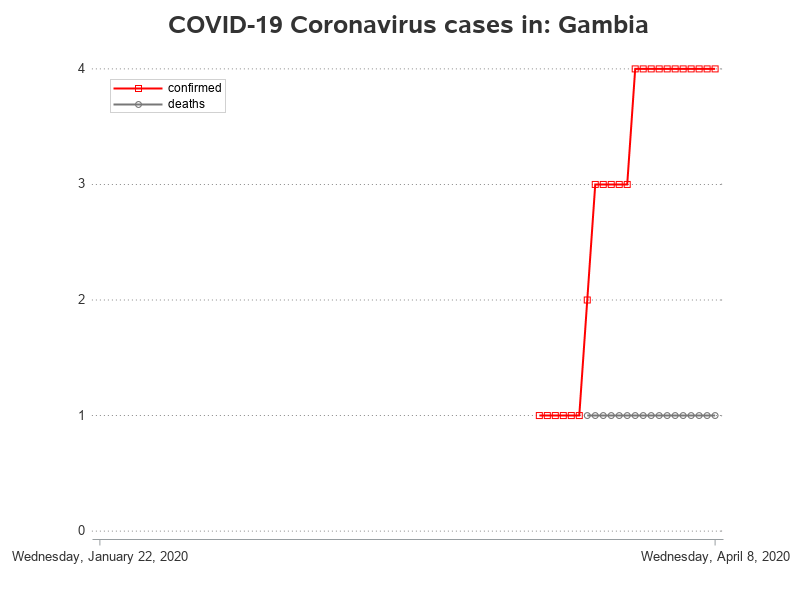 COVID-19 Coronavirus cases in: Gambia
4
confirmed
deaths
3
2
1
0
Wednesday, January 22, 2020 Wednesday, April 8, 2020